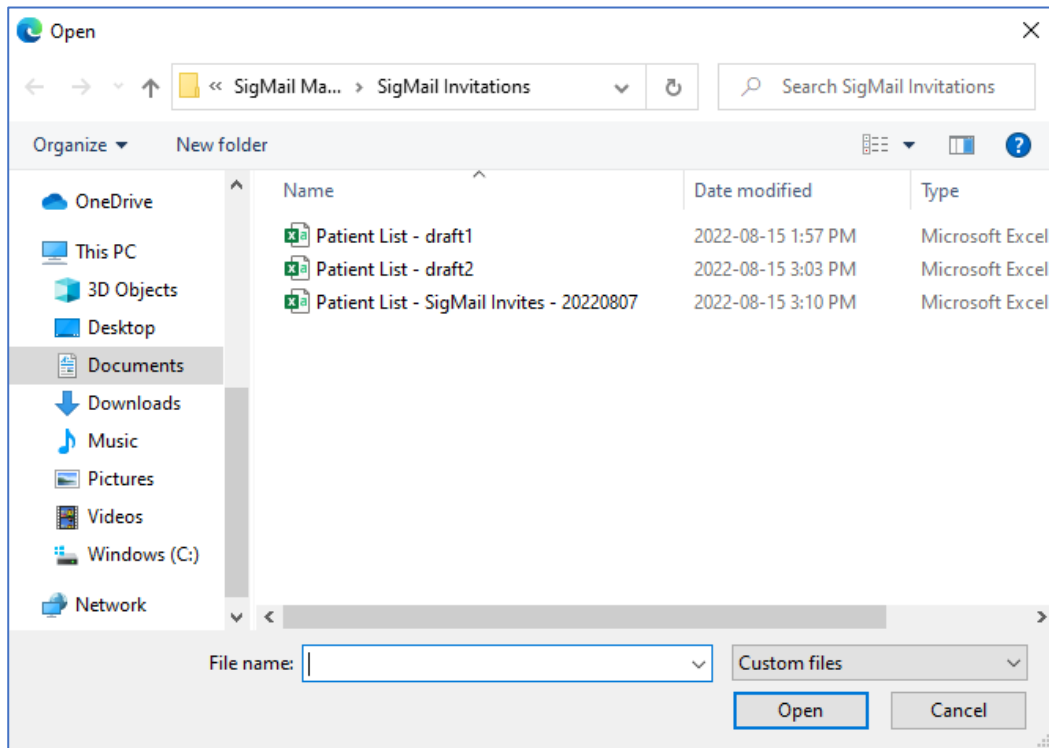 Open
« SigMail Ma... > SigMail Invitations
Search SigMail Invitations
Organize
New folder
?
OneDrive
This PC
3D Objects
Desktop
Documents
Downloads
Music
Pictures
Videos
Windows (C:)
Network
Name Date modified Type
Patient List - draft1 2022-08-15 1:57 PM Microsoft Excel
Patient List - draft2 2022-08-15 3:03 PM Microsoft Excel
Patient List - SigMail Invites - 20220807 2022-08-15 3:10 PM Microsoft Excel
File name:
Custom files
Open
Cancel